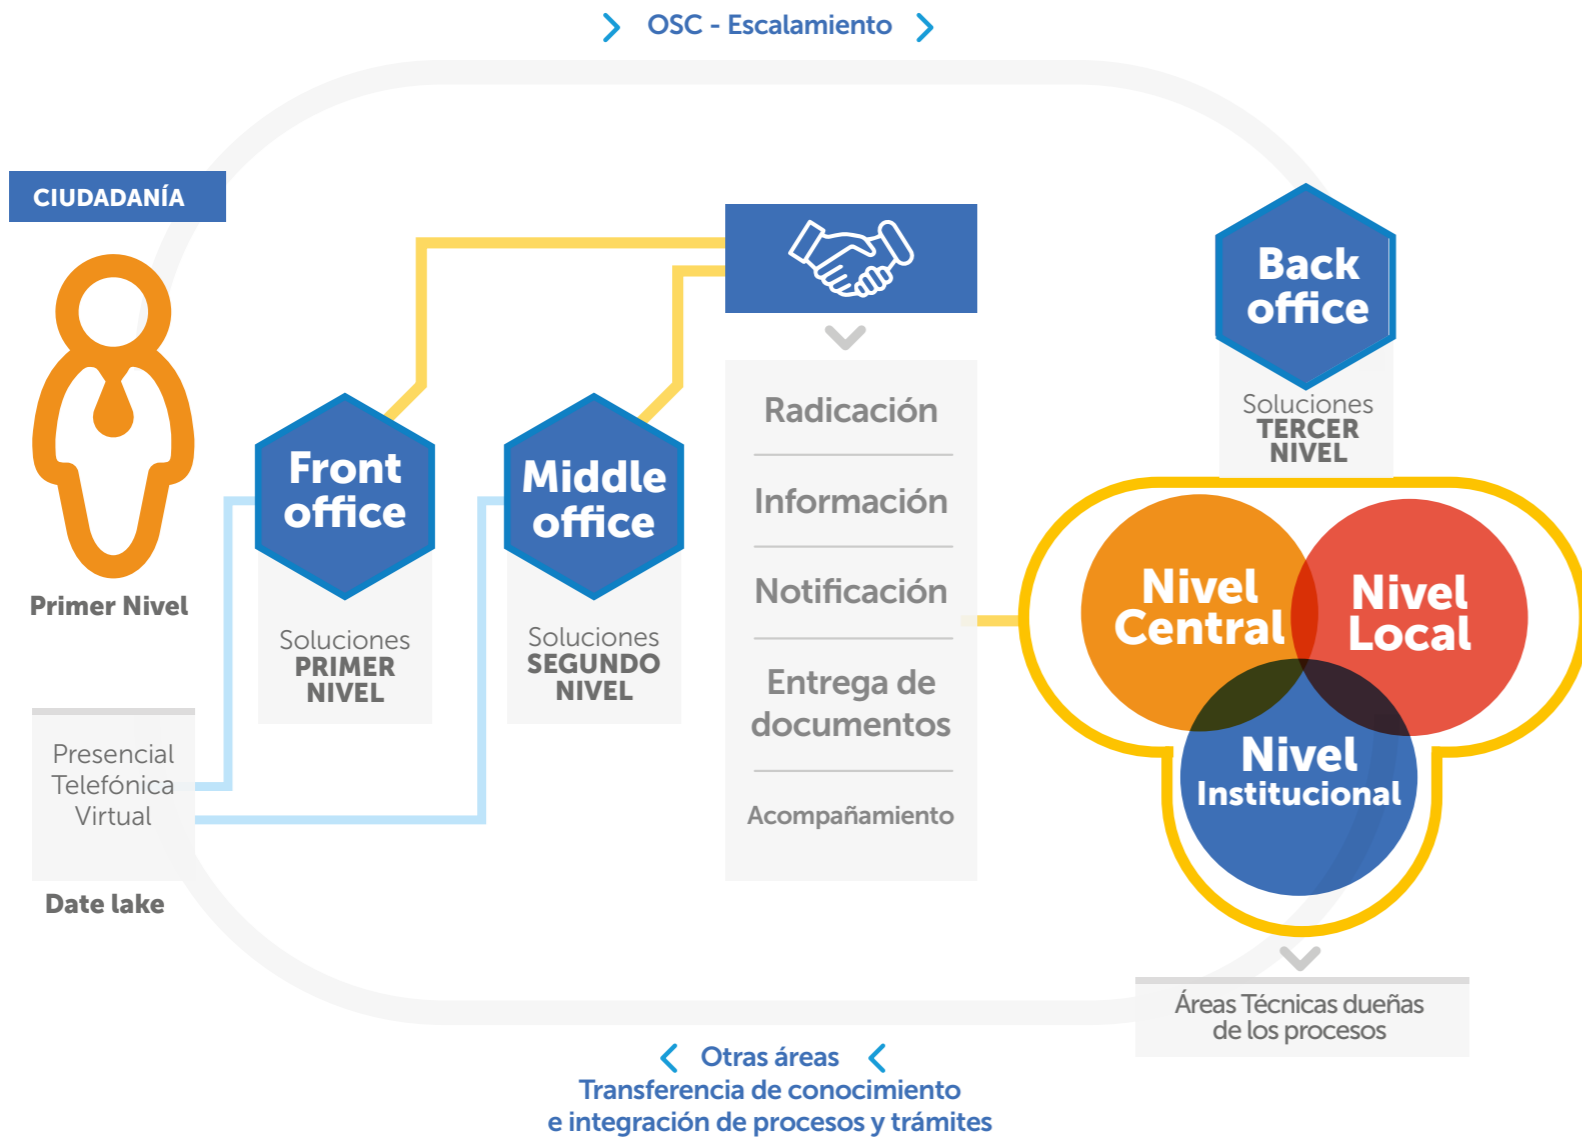 OSC - Escalamiento
CIUDADANÍA
Primer Nivel
Presencial
Telefónica
Virtual
Date lake
Front
office
Soluciones
PRIMER
NIVEL
Middle
office
Soluciones
SEGUNDO
NIVEL
Radicación
Información
Notificación
Entrega de
documentos
Acompañamiento
Back
office
Soluciones
TERCER
NIVEL
Nivel
Central
Nivel
Local
Nivel
Institucional
Áreas Técnicas dueñas
de los procesos
Otras áreas
Transferencia de conocimiento
e integración de procesos y trámites